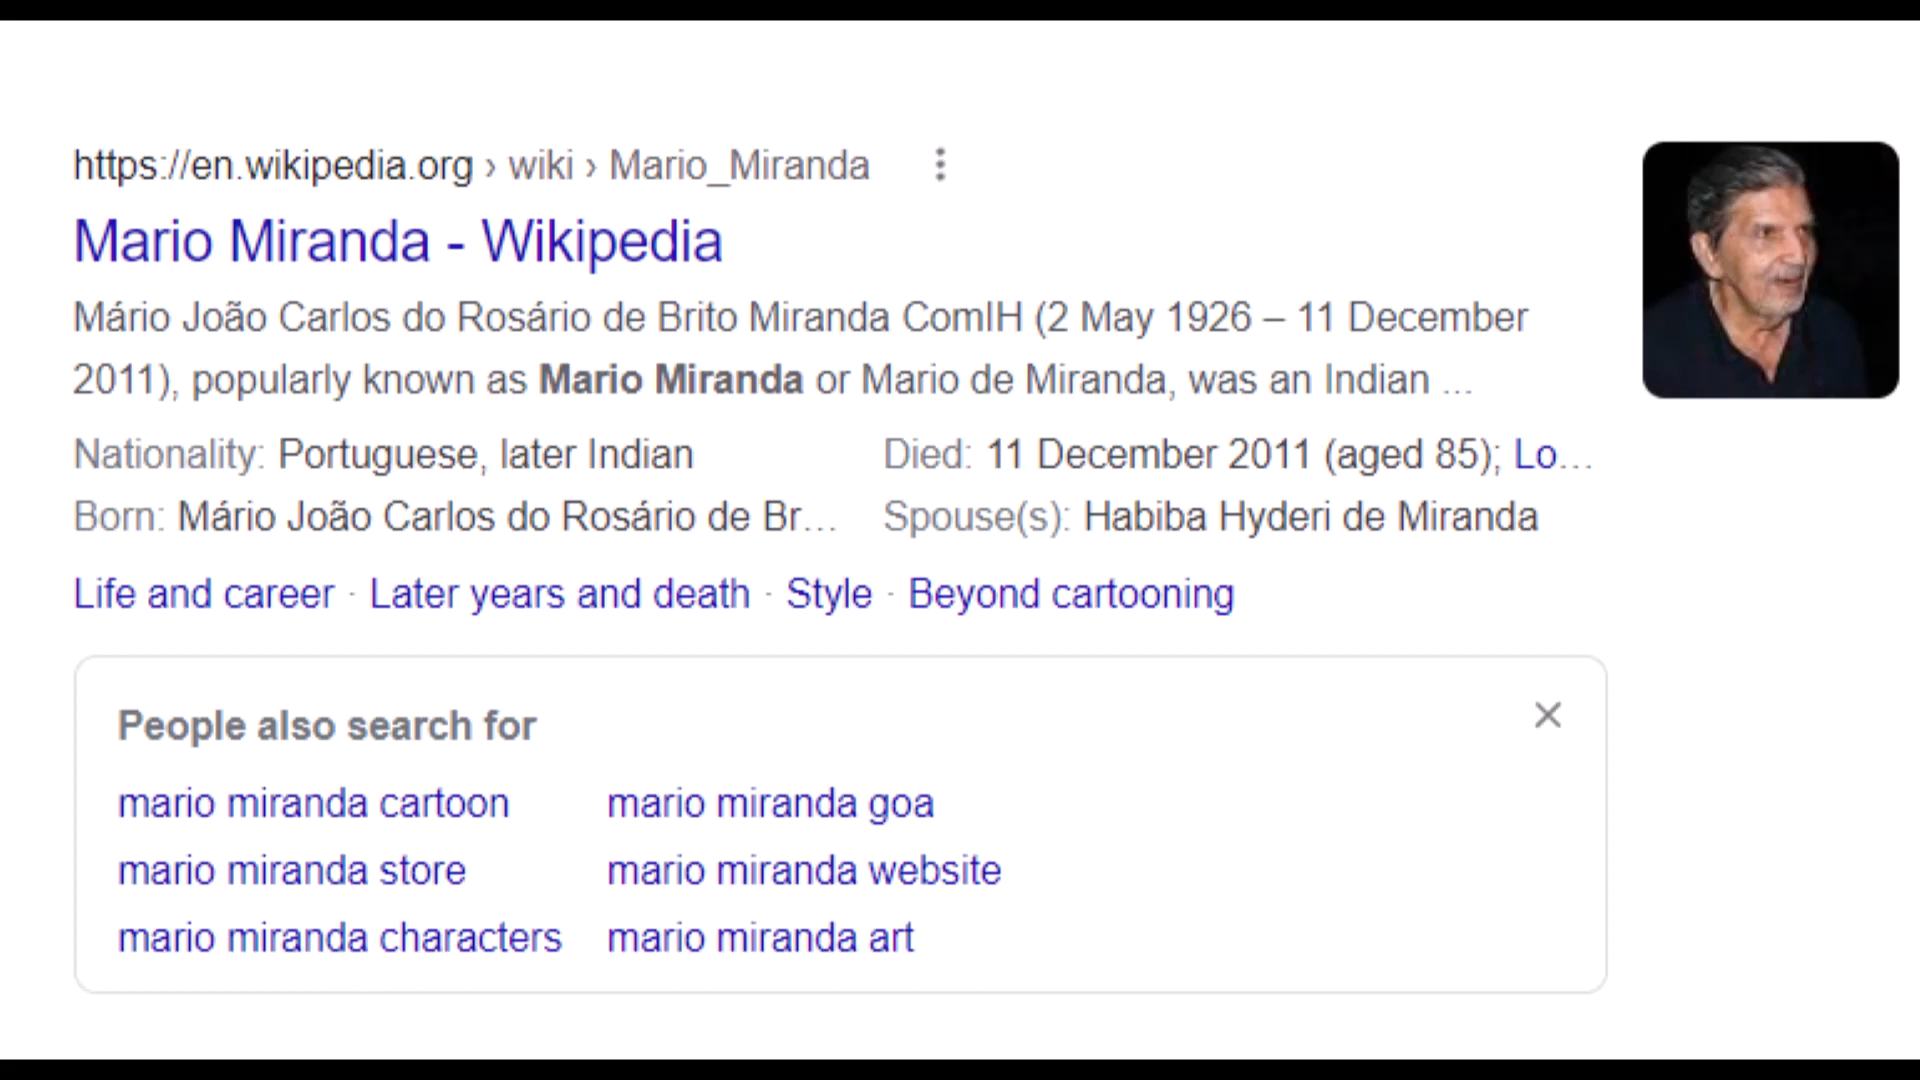 https://en.wikipedia.org › wiki › Mario_Miranda
Mario Miranda - Wikipedia
Mário João Carlos do Rosário de Brito Miranda ComIH (2 May 1926 – 11 December
2011), popularly known as Mario Miranda or Mario de Miranda, was an Indian ...
Nationality: Portuguese, later Indian
Died: 11 December 2011 (aged 85); Lo...
Born: Mário João Carlos do Rosário de Br...
Spouse(s): Habiba Hyderi de Miranda
Life and career · Later years and death · Style · Beyond cartooning
People also search for
mario miranda cartoon
mario miranda goa
mario miranda store
mario miranda website
mario miranda characters
mario miranda art